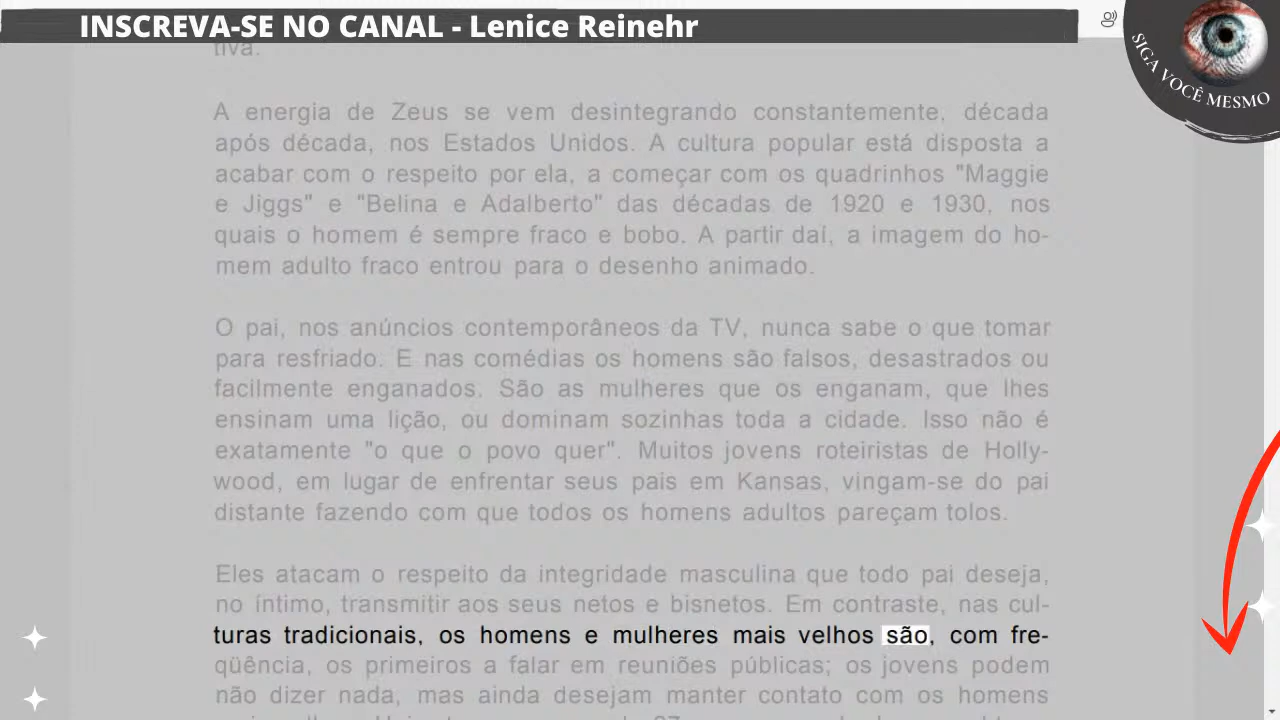 INSCREVA-SE NO CANAL - Lenice Reinehr
SIGA VOCÊ MESMO
tiva.
A energia de Zeus se vem desintegrando constantemente, década
após década, nos Estados Unidos. A cultura popular está disposta a
acabar com o respeito por ela, a começar com os quadrinhos "Maggie
e Jiggs" e "Belina e Adalberto" das décadas de 1920 e 1930, nos
quais o homem é sempre fraco e bobo. A partir daí, a imagem do ho-
mem adulto fraco entrou para o desenho animado.
O pai, nos anúncios contemporâneos da TV, nunca sabe o que tomar
para resfriado. E nas comédias os homens são falsos, desastrados ou
facilmente enganados. São as mulheres que os enganam, que lhes
ensinam uma lição, ou dominam sozinhas toda a cidade. Isso não é
exatamente "o que o povo quer". Muitos jovens roteiristas de Holly-
wood, em lugar de enfrentar seus pais em Kansas, vingam-se do pai
distante fazendo com que todos os homens adultos pareçam tolos.
Eles atacam o respeito da integridade masculina que todo pai deseja,
no íntimo, transmitir aos seus netos e bisnetos. Em contraste, nas cul-
turas tradicionais, os homens e mulheres mais velhos são, com fre-
qüência, os primeiros a falar em reuniões públicas; os jovens podem
não dizer nada, mas ainda desejam manter contato com os homens